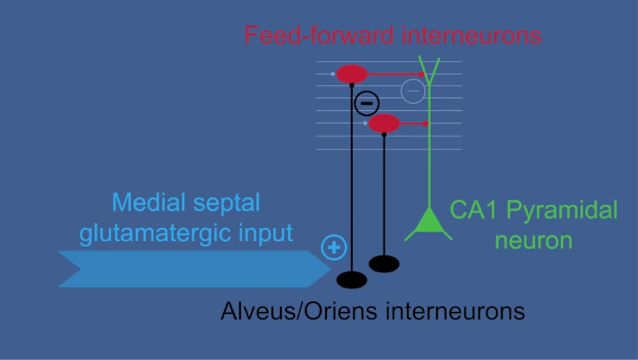 Feed-forward interneurons
Medial septal
glutamatergic input
CA1 Pyramidal
neuron
Alveus/Oriens interneurons